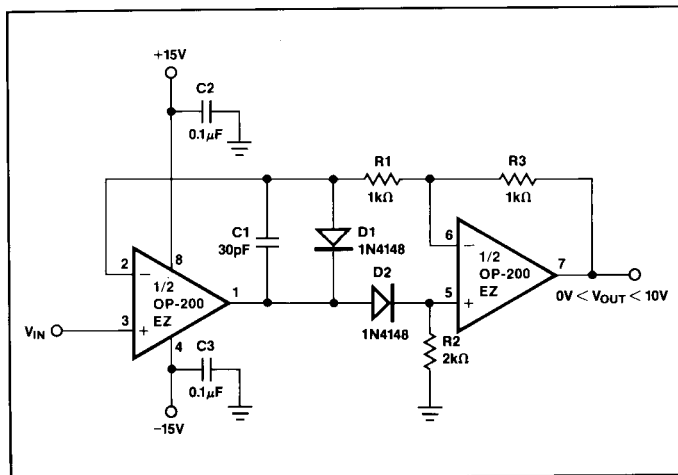 +15V
C2
0.1µF
R1
1kΩ
R3
1kΩ
C1
30pF
D1
1N4148
D2
1N4148
2
8
1/2
OP-200
EZ
1
VIN
3
4
6
1/2
OP-200
EZ
7
5
0V < VOUT < 10V
R2
2kΩ
C3
0.1µF
−15V
−
+
−
+